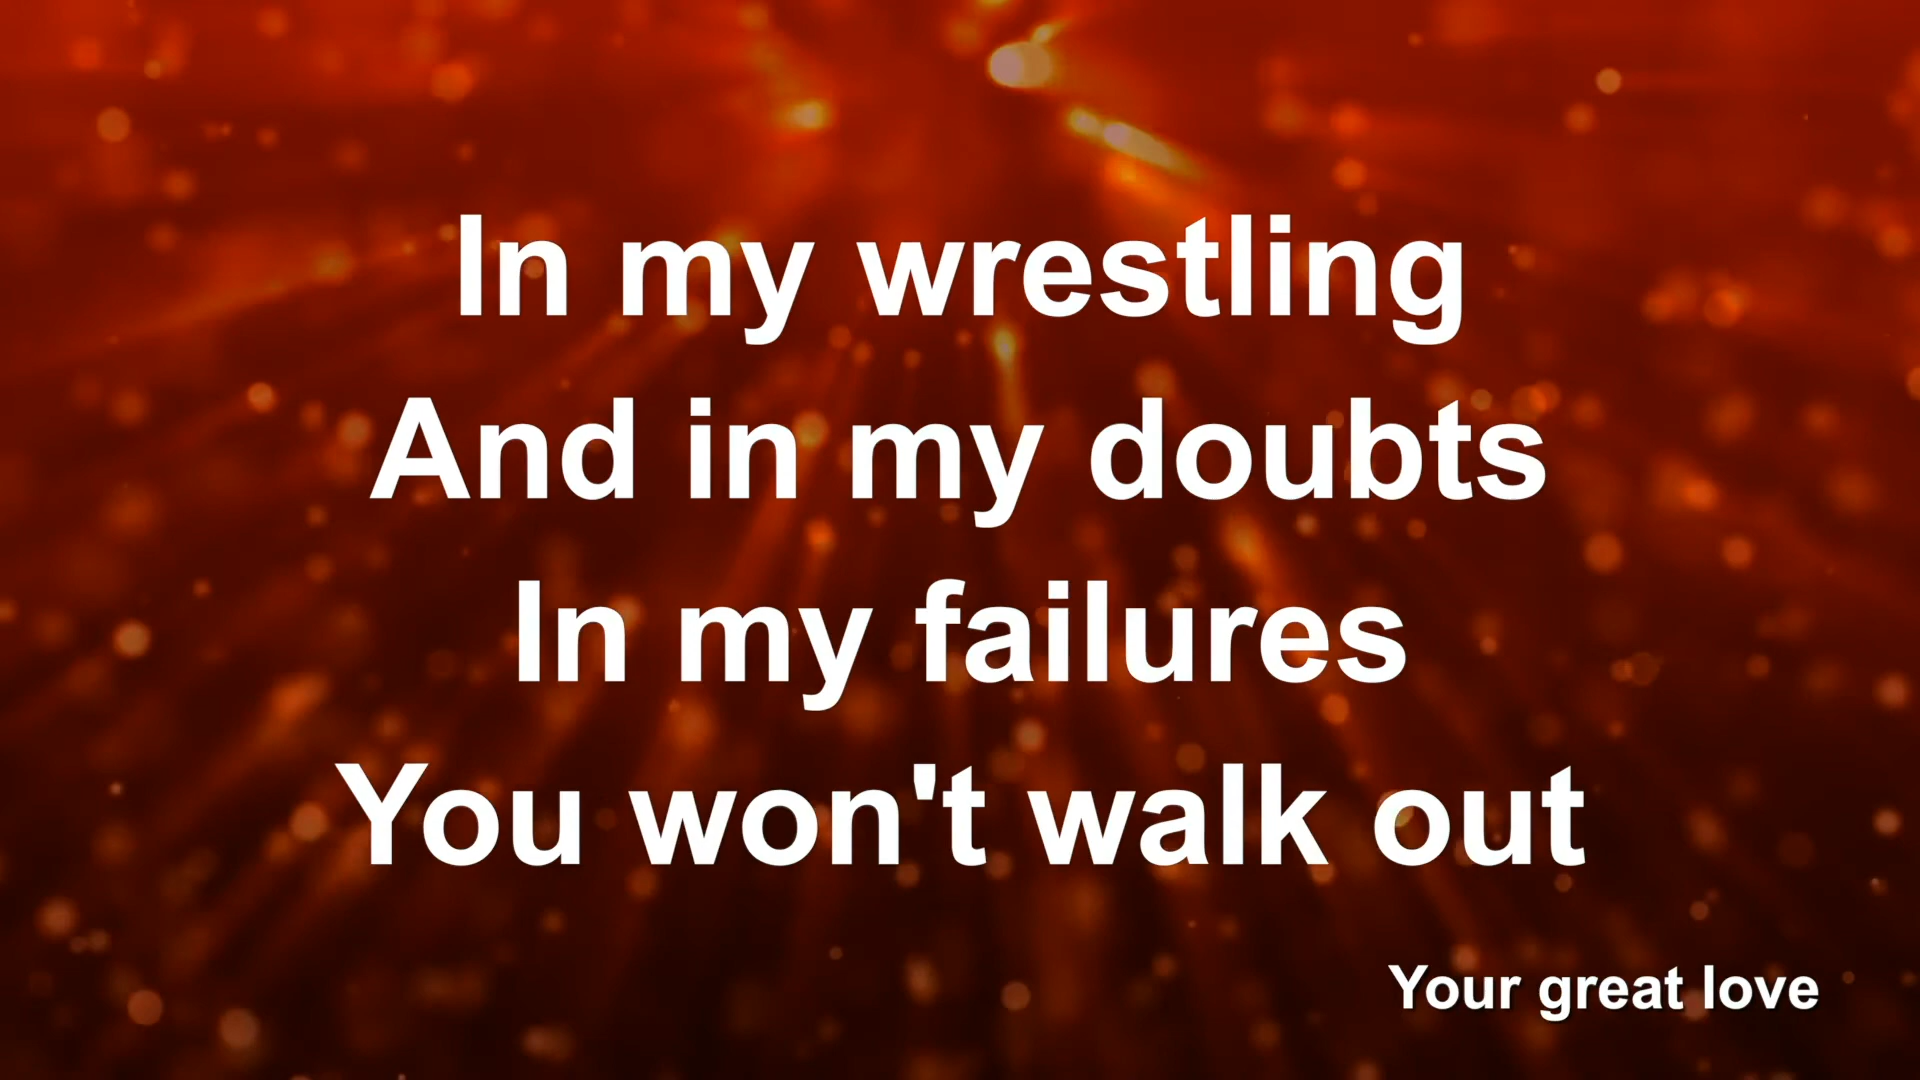 In my wrestling
And in my doubts
In my failures
You won't walk out
Your great love